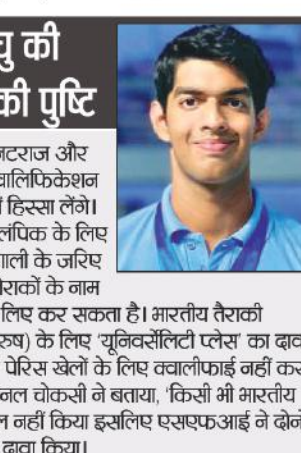 की
की पुष्टि
नटराज और
वालिफिकेशन
हिस्सा लेंगे।
लंपिक के लिए
णाली के जरिए
राकों के नाम
लिए कर सकता है। भारतीय तैराकी
रुष) के लिए 'यूनिवर्सेलिटी प्लेस' का दाव
पेरिस खेलों के लिए क्वालीफाई नहीं कर
नल चोकसी ने बताया, 'किसी भी भारतीय
ल नहीं किया इसलिए एसएफआई ने दोन
दावा किया।